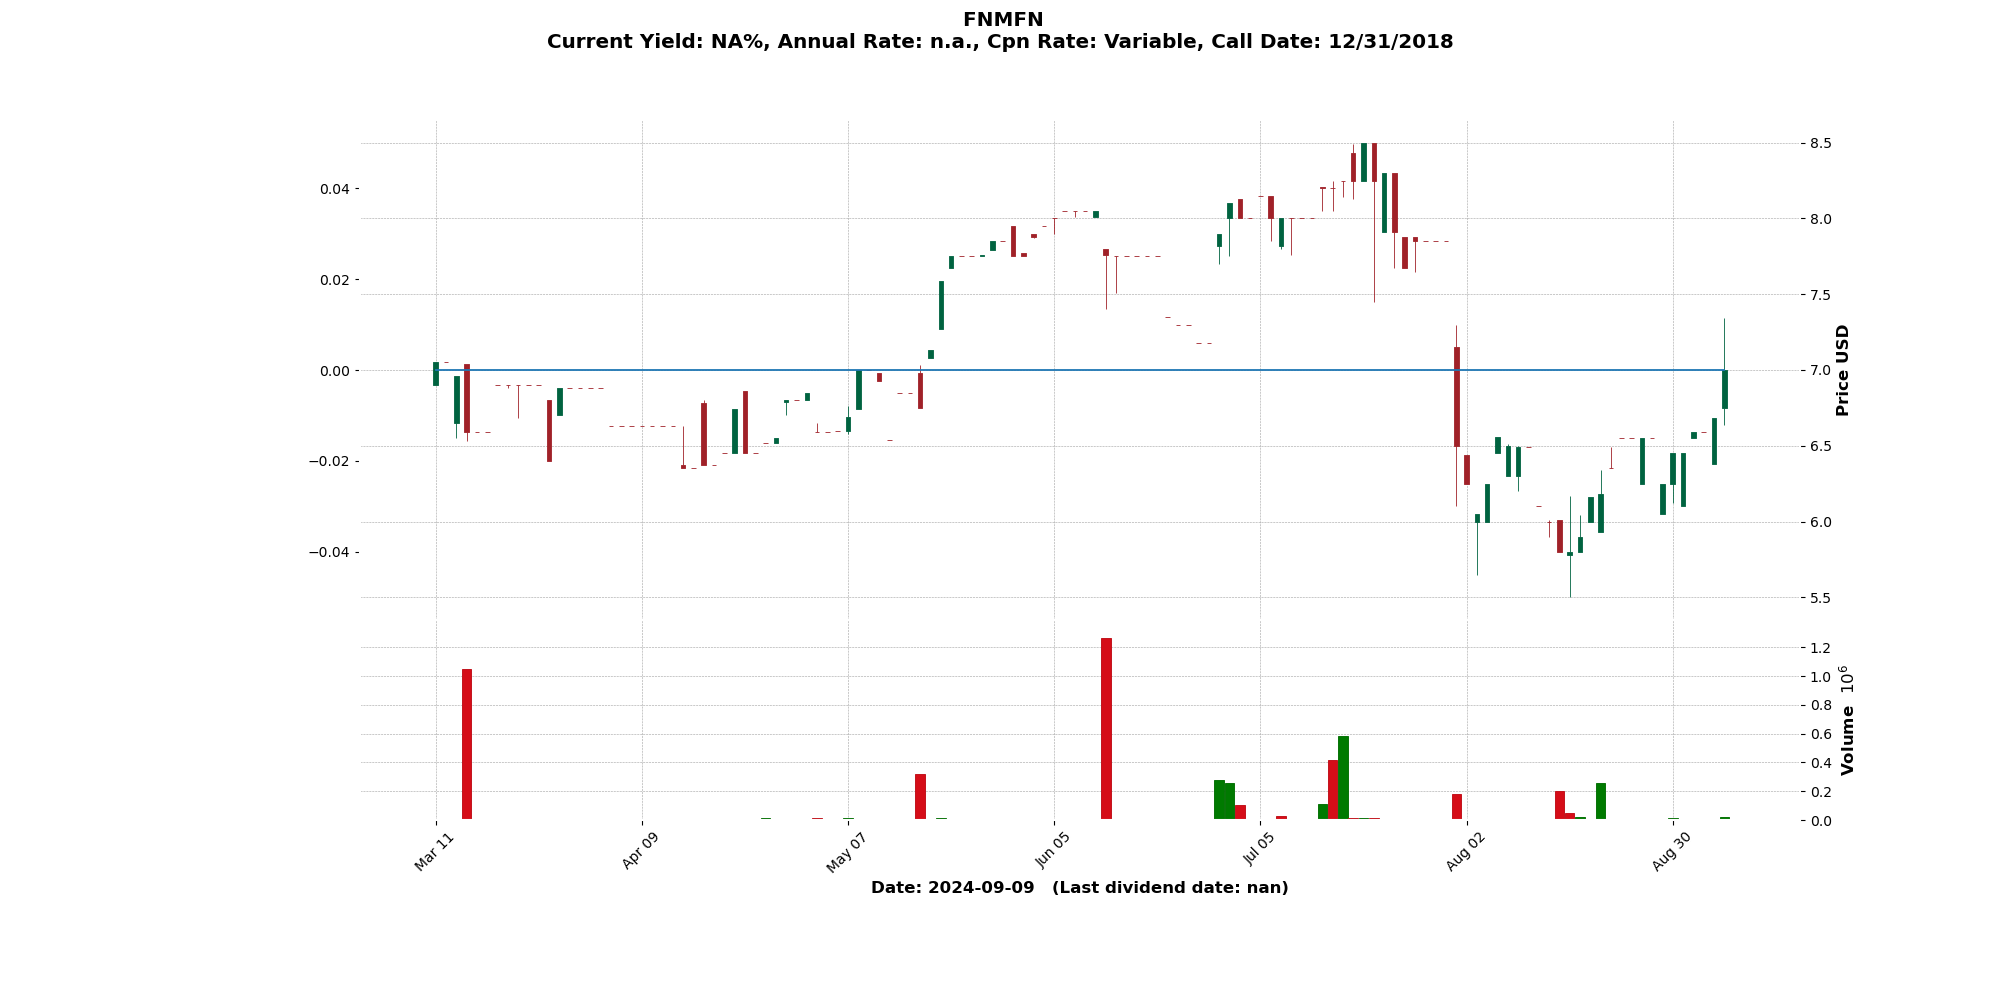 FNMFN
Current Yield: NA%, Annual Rate: n.a., Cpn Rate: Variable, Call Date: 12/31/2018
0.04
0.02
0.00
−0.02
−0.04
8.5
8.0
7.5
7.0
6.5
6.0
5.5
Price USD
1.2
1.0
0.8
0.6
0.4
0.2
0.0
Volume 10^6
Mar 11
Apr 09
May 07
Jun 05
Jul 05
Aug 02
Aug 30
Date: 2024-09-09 (Last dividend date: nan)